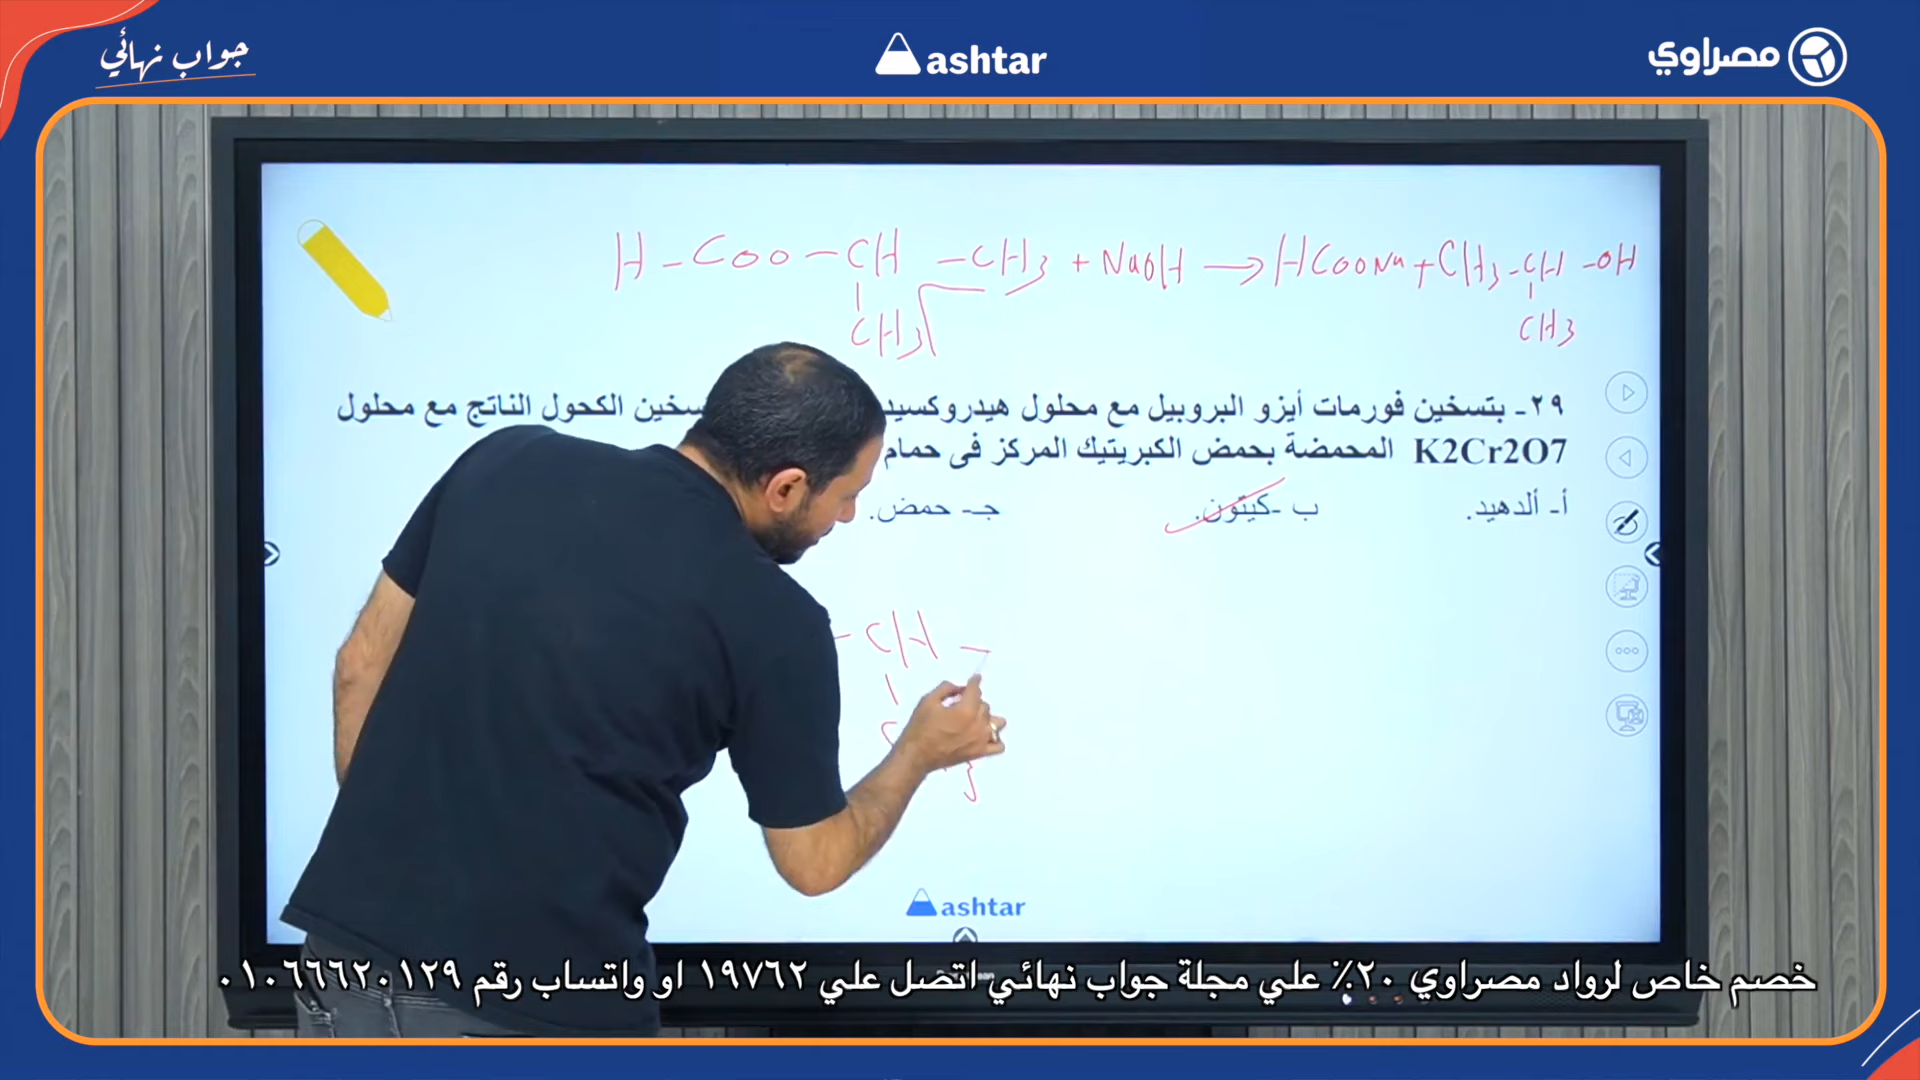 جواب نهائي
ashtar
مصراوي
H-COO-CH-CH3+NaOH→HCOONa+CH3-CH-OH
CH3 CH3
٢٩- بتسخين فورمات أيزو البروبيل مع محلول هيدروكسيد سخين الكحول الناتج مع محلول
K2Cr2O7 المحمضة بحمض الكبريتيك المركز فى حمام
أ- ألدهيد. ب -كيتون. جـ- حمض.
- CH -
ashtar
خصم خاص لرواد مصراوي ٢٠٪ علي مجلة جواب نهائي اتصل علي ١٩٧٦٢ او واتساب رقم ٠١٠٦٦٦٢٠١٢٩